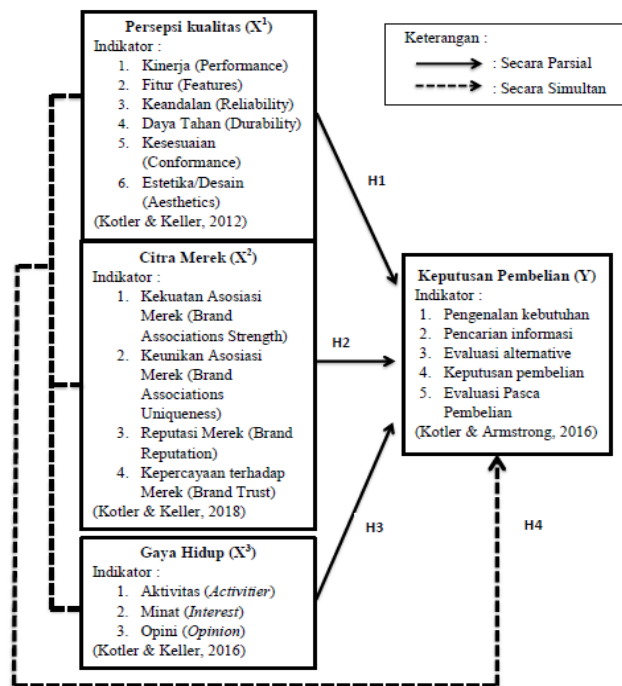 Persepsi kualitas (X¹)
Indikator :
1. Kinerja (Performance)
2. Fitur (Features)
3. Keandalan (Reliability)
4. Daya Tahan (Durability)
5. Kesesuaian
(Conformance)
6. Estetika/Desain
(Aesthetics)
(Kotler & Keller, 2012)
Keterangan :
: Secara Parsial
: Secara Simultan
H1
Citra Merek (X²)
Indikator :
1. Kekuatan Asosiasi
Merek (Brand
Associations Strength)
2. Keunikan Asosiasi
Merek (Brand
Associations
Uniqueness)
3. Reputasi Merek (Brand
Reputation)
4. Kepercayaan terhadap
Merek (Brand Trust)
(Kotler & Keller, 2018)
H2
Keputusan Pembelian (Y)
Indikator :
1. Pengenalan kebutuhan
2. Pencarian informasi
3. Evaluasi alternative
4. Keputusan pembelian
5. Evaluasi Pasca
Pembelian
(Kotler & Armstrong, 2016)
H3
H4
Gaya Hidup (X³)
Indikator :
1. Aktivitas (Activitier)
2. Minat (Interest)
3. Opini (Opinion)
(Kotler & Keller, 2016)